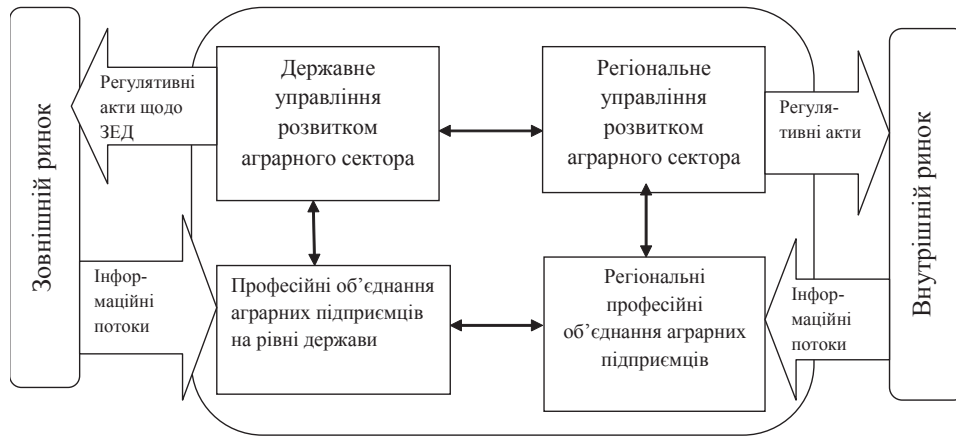 Зовнішній ринок
Регулятивні
акти щодо
ЗЕД
Державне
управління
розвитком
аграрного сектора
Регіональне
управління
розвитком
аграрного сектора
Регуля-
тивні акти
Внутрішній ринок
Інфор-
маційні
потоки
Професійні об’єднання
аграрних підприємців
на рівні держави
Регіональні
професійні
об’єднання аграрних
підприємців
Інфор-
маційні
потоки